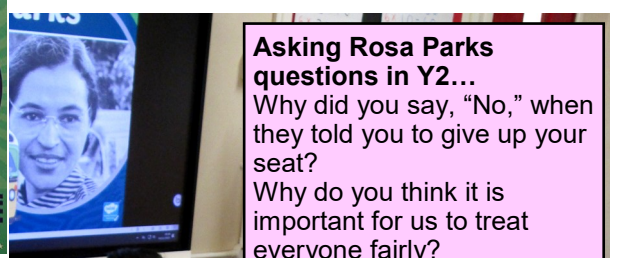 arks
Asking Rosa Parks
questions in Y2…
Why did you say, “No,” when
they told you to give up your
seat?
Why do you think it is
important for us to treat
everyone fairly?